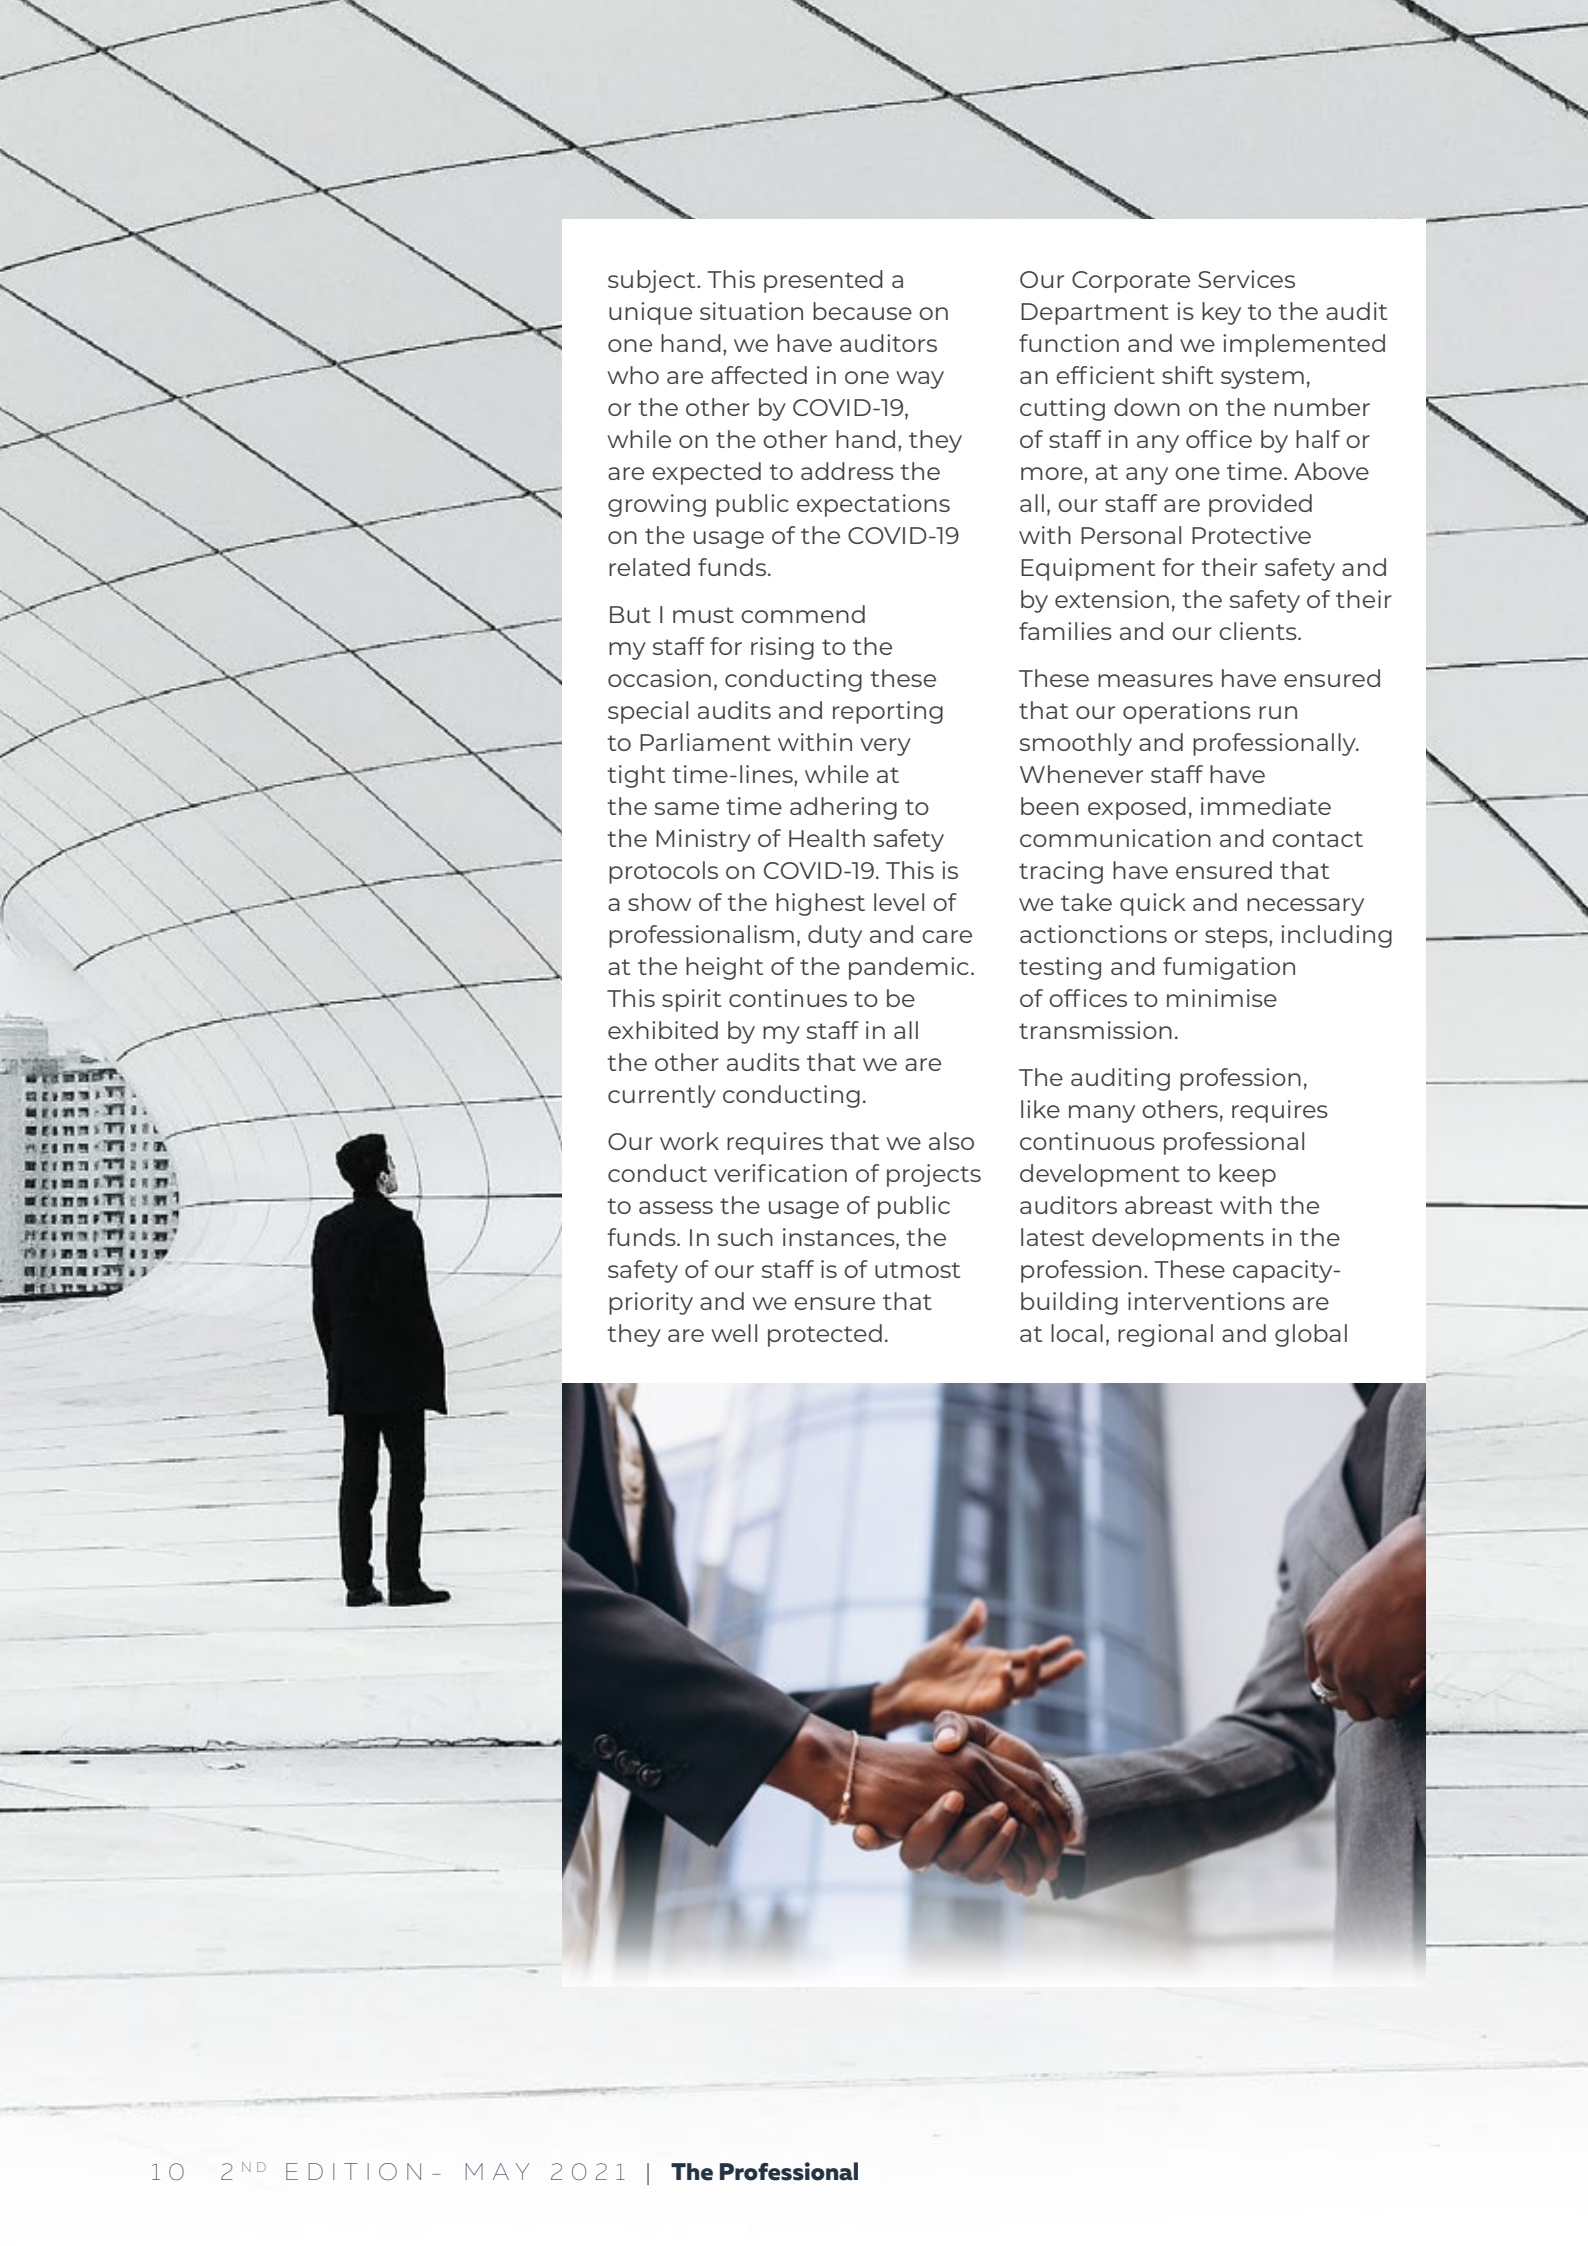 subject. This presented a
unique situation because on
one hand, we have auditors
who are affected in one way
or the other by COVID-19,
while on the other hand, they
are expected to address the
growing public expectations
on the usage of the COVID-19
related funds.
But I must commend
my staff for rising to the
occasion, conducting these
special audits and reporting
to Parliament within very
tight time-lines, while at
the same time adhering to
the Ministry of Health safety
protocols on COVID-19. This is
a show of the highest level of
professionalism, duty and care
at the height of the pandemic.
This spirit continues to be
exhibited by my staff in all
the other audits that we are
currently conducting.
Our work requires that we also
conduct verification of projects
to assess the usage of public
funds. In such instances, the
safety of our staff is of utmost
priority and we ensure that
they are well protected.
Our Corporate Services
Department is key to the audit
function and we implemented
an efficient shift system,
cutting down on the number
of staff in any office by half or
more, at any one time. Above
all, our staff are provided
with Personal Protective
Equipment for their safety and
by extension, the safety of their
families and our clients.
These measures have ensured
that our operations run
smoothly and professionally.
Whenever staff have
been exposed, immediate
communication and contact
tracing have ensured that
we take quick and necessary
actionctions or steps, including
testing and fumigation
of offices to minimise
transmission.
The auditing profession,
like many others, requires
continuous professional
development to keep
auditors abreast with the
latest developments in the
profession. These capacity-
building interventions are
at local, regional and global
10 2ND EDITION– MAY 2021 | The Professional